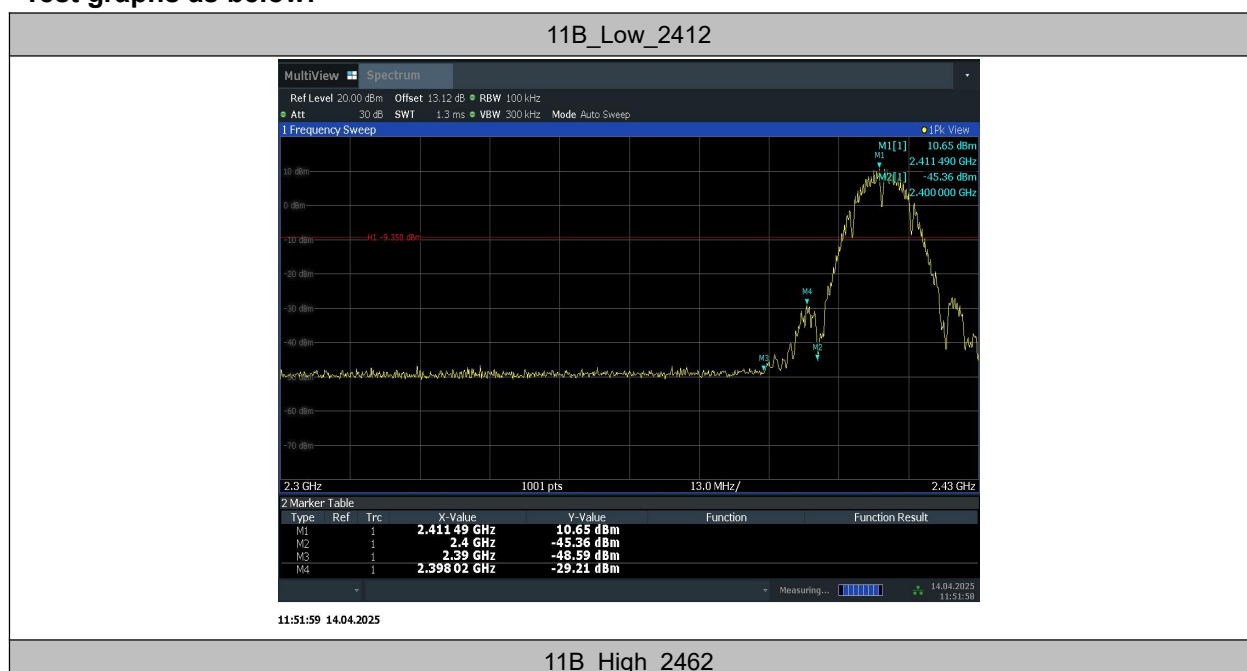 Test graphs as below:
11B_Low_2412
MultiView Spectrum
Ref Level 20.00 dBm Offset 13.12 dB RBW 100 kHz
Att 30 dB SWT 1.3 ms VBW 300 kHz Mode Auto Sweep
1 Frequency Sweep 1Pk View
M1[1] 10.65 dBm
M1
2.411 490 GHz
10 dBm
M2[1] -45.36 dBm
2.400 000 GHz
0 dBm
-10 dBm H1 -9.350 dBm
-20 dBm
M4
-30 dBm
-40 dBm
M2
M3
-50 dBm
-60 dBm
-70 dBm
2.3 GHz 1001 pts 13.0 MHz/ 2.43 GHz
2 Marker Table
Type Ref Trc X-Value Y-Value Function Function Result
M1 1 2.411 49 GHz 10.65 dBm
M2 1 2.4 GHz -45.36 dBm
M3 1 2.39 GHz -48.59 dBm
M4 1 2.398 02 GHz -29.21 dBm
Measuring... 14.04.2025
11:51:58
11:51:59 14.04.2025
11B_High_2462